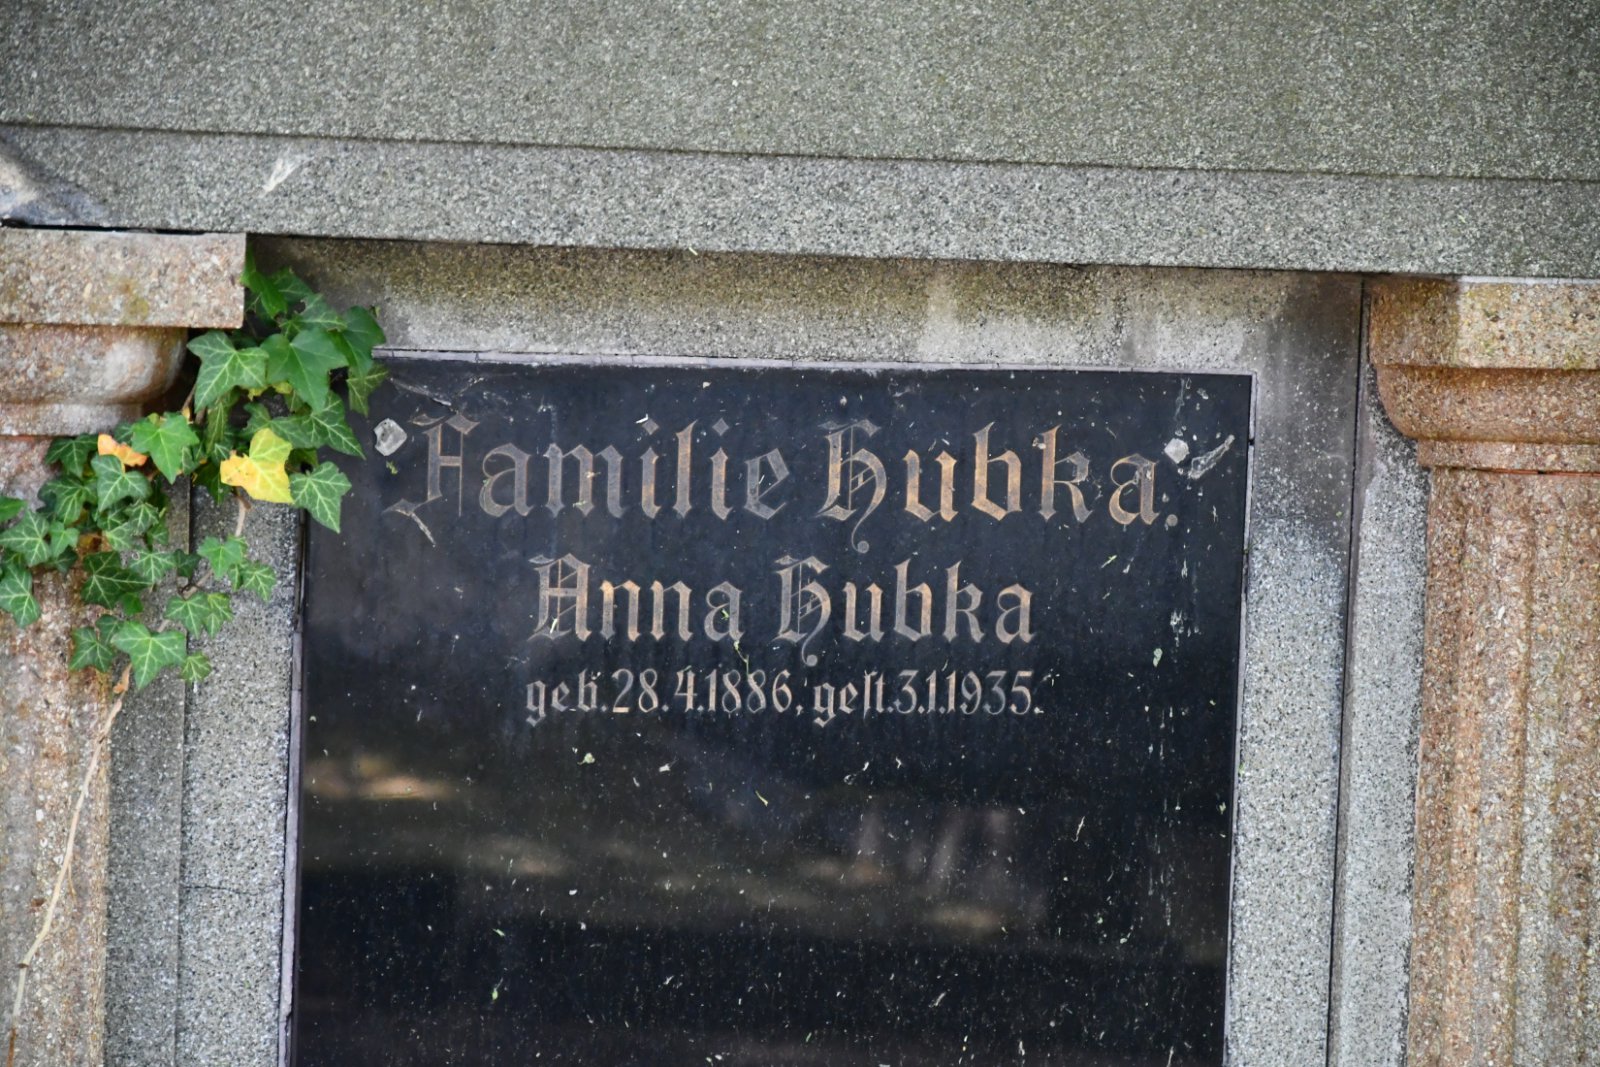 Familie Hubka.
Anna Hubka
geb. 28.4.1886, gest. 3.1.1935.